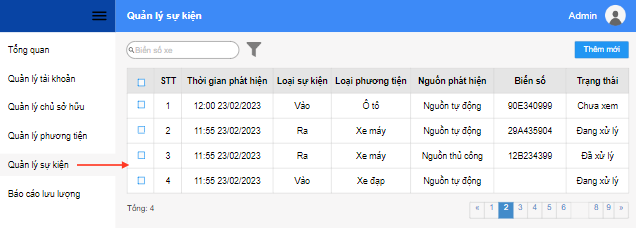 Quản lý sự kiện Admin
Tổng quan
Quản lý tài khoản
Quản lý chủ sở hữu
Quản lý phương tiện
Quản lý sự kiện
Báo cáo lưu lượng
Biển số xe Thêm mới
STT Thời gian phát hiện Loại sự kiện Loại phương tiện Nguồn phát hiện Biển số Trạng thái
1 12:00 23/02/2023 Vào Ô tô Nguồn tự động 90E340999 Chưa xem
2 11:55 23/02/2023 Ra Xe máy Nguồn tự động 29A435904 Đang xử lý
3 11:55 23/02/2023 Ra Xe máy Nguồn thủ công 12B234399 Đã xử lý
4 11:55 23/02/2023 Vào Xe đạp Nguồn tự động Đang xử lý
Tổng: 4 « 1 2 3 4 5 6 8 9 »